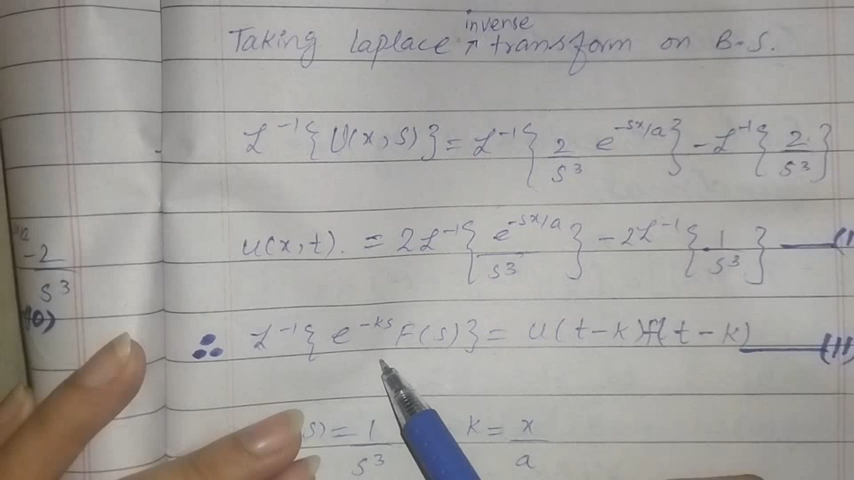 Taking Laplace inverse transform on B.S.
ℒ⁻¹{U(x,s)} = ℒ⁻¹{2/s³ e^(-sx/a)} - ℒ⁻¹{2/s³}
u(x,t). = 2ℒ⁻¹{e^(-sx/a)/s³} - 2ℒ⁻¹{1/s³}
-2/s³
∴ ℒ⁻¹{e^(-ks) F(s)} = u(t-k)f(t-k) —(11)
s) = 1/s³ k = x/a